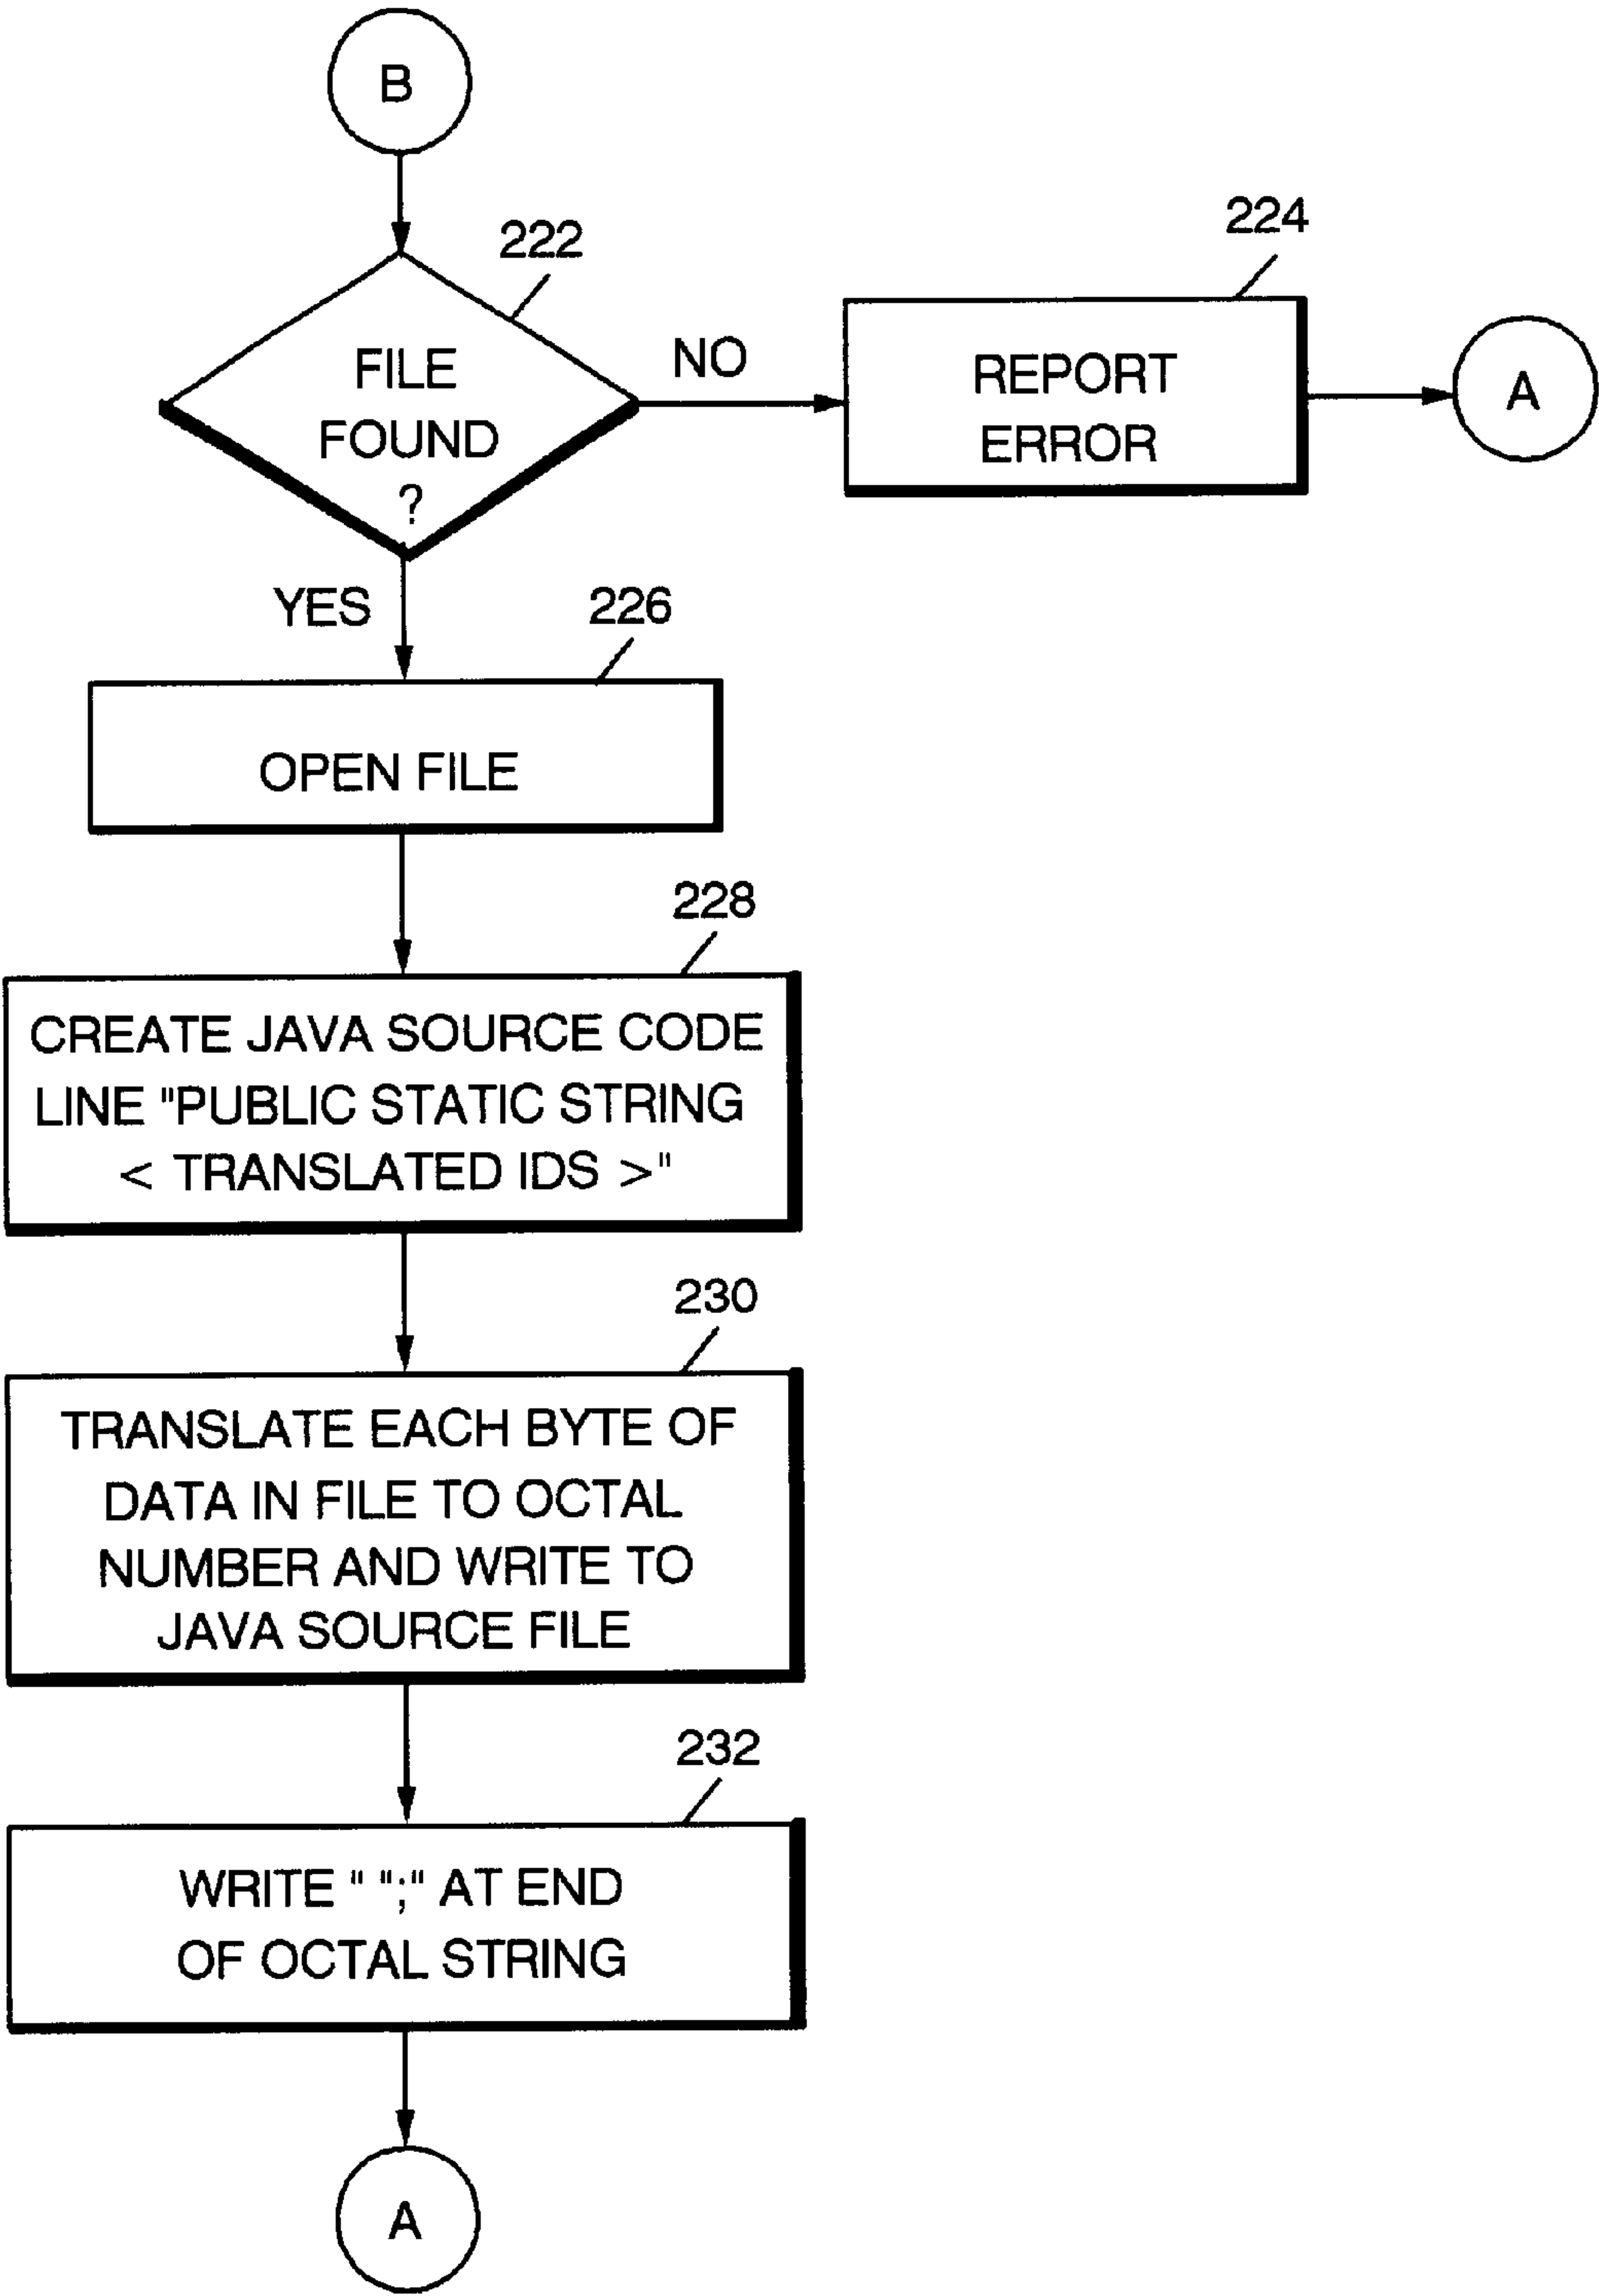 B
222
FILE
FOUND
?
NO
224
REPORT
ERROR
A
YES
226
OPEN FILE
228
CREATE JAVA SOURCE CODE
LINE "PUBLIC STATIC STRING
< TRANSLATED IDS >"
230
TRANSLATE EACH BYTE OF
DATA IN FILE TO OCTAL
NUMBER AND WRITE TO
JAVA SOURCE FILE
232
WRITE " ";" AT END
OF OCTAL STRING
A